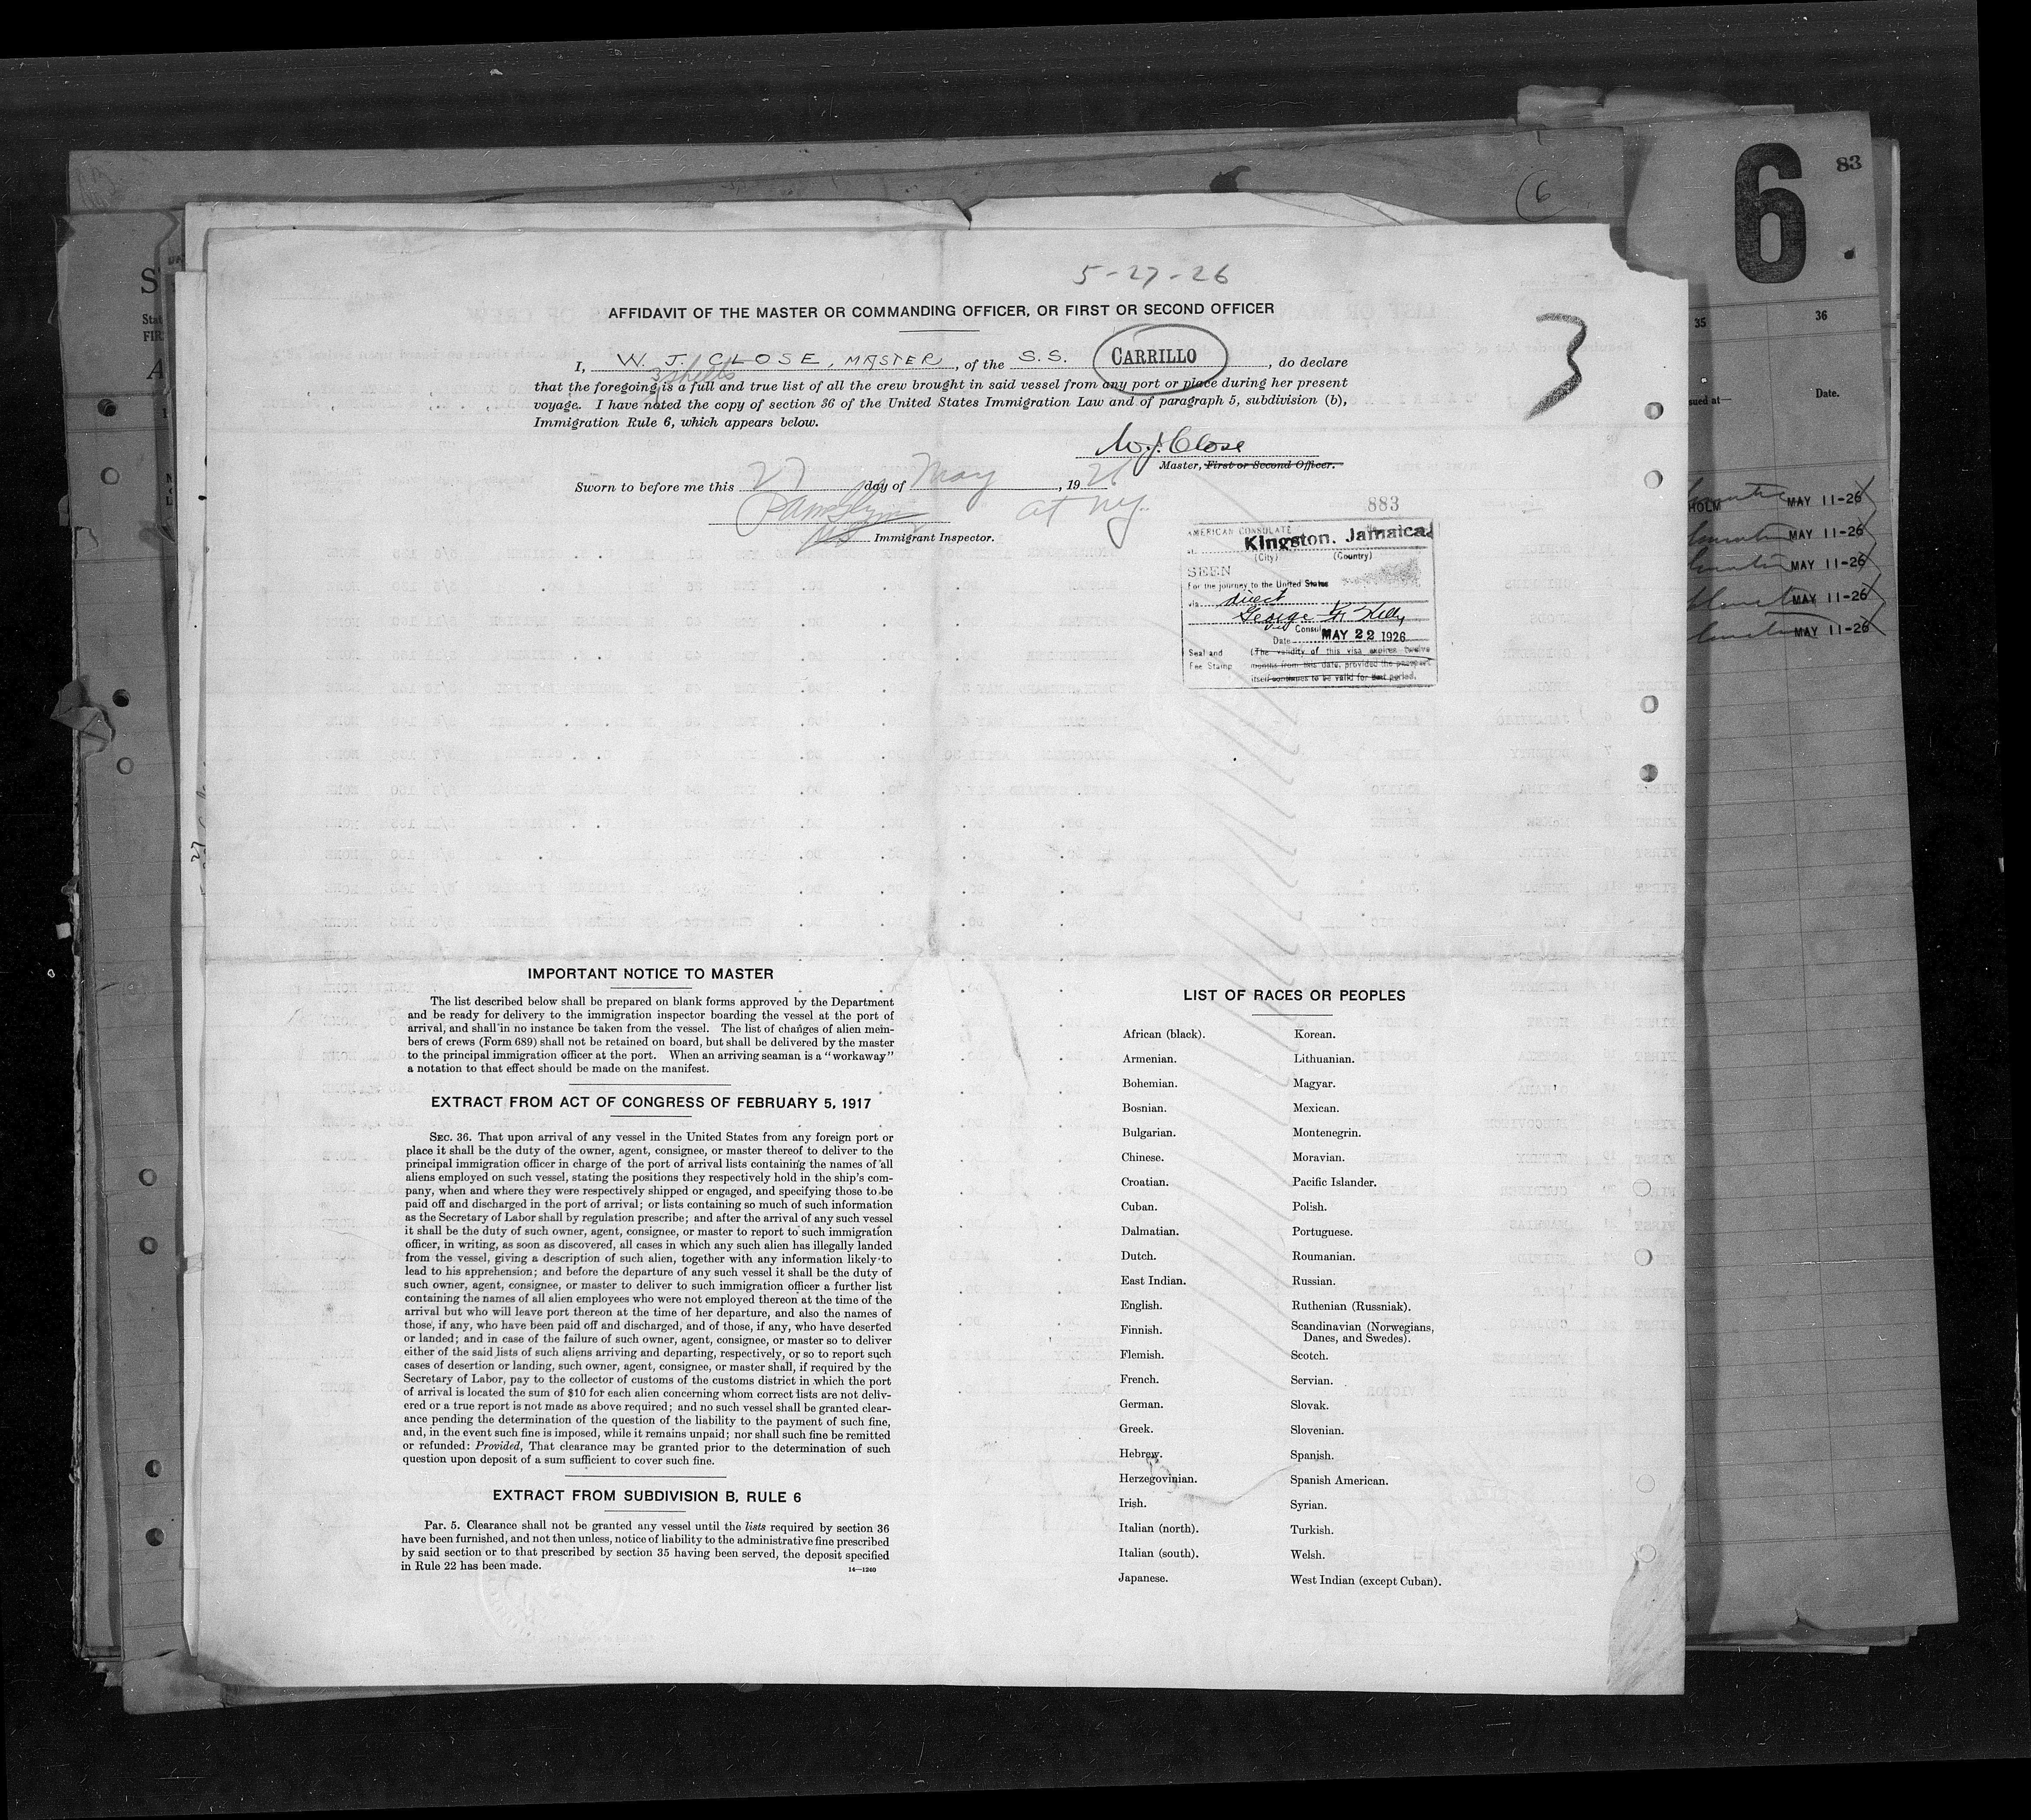 6
83
6
35
36
sued at—
Date.
HOLM
MAY 11-26
MAY 11-26
MAY 11-26
MAY 11-26
MAY 11-26
5-27-26
3
AFFIDAVIT OF THE MASTER OR COMMANDING OFFICER, OR FIRST OR SECOND OFFICER
I, W. J. CLOSE, MASTER, of the S.S. CARRILLO, do declare
3 sheets
that the foregoing is a full and true list of all the crew brought in said vessel from any port or place during her present
voyage. I have noted the copy of section 36 of the United States Immigration Law and of paragraph 5, subdivision (b),
Immigration Rule 6, which appears below.
W. J. Close
Master, First or Second Officer.
Sworn to before me this 27 day of May, 1926
at NY.
Immigrant Inspector.
883
AMERICAN CONSULATE
Kingston. Jamaica.
(City) (Country)
SEEN
For the journey to the United States
via direct
George
Consul
Date MAY 22 1926
Seal and (The validity of this visa expires twelve
Fee Stamp months from this date, provided the passport
itself continues to be valid for that period.
IMPORTANT NOTICE TO MASTER
The list described below shall be prepared on blank forms approved by the Department
and be ready for delivery to the immigration inspector boarding the vessel at the port of
arrival, and shall in no instance be taken from the vessel. The list of changes of alien mem-
bers of crews (Form 689) shall not be retained on board, but shall be delivered by the master
to the principal immigration officer at the port. When an arriving seaman is a "workaway"
a notation to that effect should be made on the manifest.
EXTRACT FROM ACT OF CONGRESS OF FEBRUARY 5, 1917
SEC. 36. That upon arrival of any vessel in the United States from any foreign port or
place it shall be the duty of the owner, agent, consignee, or master thereof to deliver to the
principal immigration officer in charge of the port of arrival lists containing the names of all
aliens employed on such vessel, stating the positions they respectively hold in the ship's com-
pany, when and where they were respectively shipped or engaged, and specifying those to be
paid off and discharged in the port of arrival; or lists containing so much of such information
as the Secretary of Labor shall by regulation prescribe; and after the arrival of any such vessel
it shall be the duty of such owner, agent, consignee, or master to report to such immigration
officer, in writing, as soon as discovered, all cases in which any such alien has illegally landed
from the vessel, giving a description of such alien, together with any information likely to
lead to his apprehension; and before the departure of any such vessel it shall be the duty of
such owner, agent, consignee, or master to deliver to such immigration officer a further list
containing the names of all alien employees who were not employed thereon at the time of the
arrival but who will leave port thereon at the time of her departure, and also the names of
those, if any, who have been paid off and discharged, and of those, if any, who have deserted
or landed; and in case of the failure of such owner, agent, consignee, or master so to deliver
either of the said lists of such aliens arriving and departing, respectively, or so to report such
cases of desertion or landing, such owner, agent, consignee, or master shall, if required by the
Secretary of Labor, pay to the collector of customs of the customs district in which the port
of arrival is located the sum of $10 for each alien concerning whom correct lists are not deliv-
ered or a true report is not made as above required; and no such vessel shall be granted clear-
ance pending the determination of the question of the liability to the payment of such fine,
and, in the event such fine is imposed, while it remains unpaid; nor shall such fine be remitted
or refunded: Provided, That clearance may be granted prior to the determination of such
question upon deposit of a sum sufficient to cover such fine.
EXTRACT FROM SUBDIVISION B, RULE 6
Par. 5. Clearance shall not be granted any vessel until the lists required by section 36
have been furnished, and not then unless, notice of liability to the administrative fine prescribed
by said section or to that prescribed by section 35 having been served, the deposit specified
in Rule 22 has been made.
14—1240
LIST OF RACES OR PEOPLES
African (black). Korean.
Armenian. Lithuanian.
Bohemian. Magyar.
Bosnian. Mexican.
Bulgarian. Montenegrin.
Chinese. Moravian.
Croatian. Pacific Islander.
Cuban. Polish.
Dalmatian. Portuguese.
Dutch. Roumanian.
East Indian. Russian.
English. Ruthenian (Russniak).
Finnish. Scandinavian (Norwegians,
Danes, and Swedes).
Flemish. Scotch.
French. Servian.
German. Slovak.
Greek. Slovenian.
Hebrew. Spanish.
Herzegovinian. Spanish American.
Irish. Syrian.
Italian (north). Turkish.
Italian (south). Welsh.
Japanese. West Indian (except Cuban).